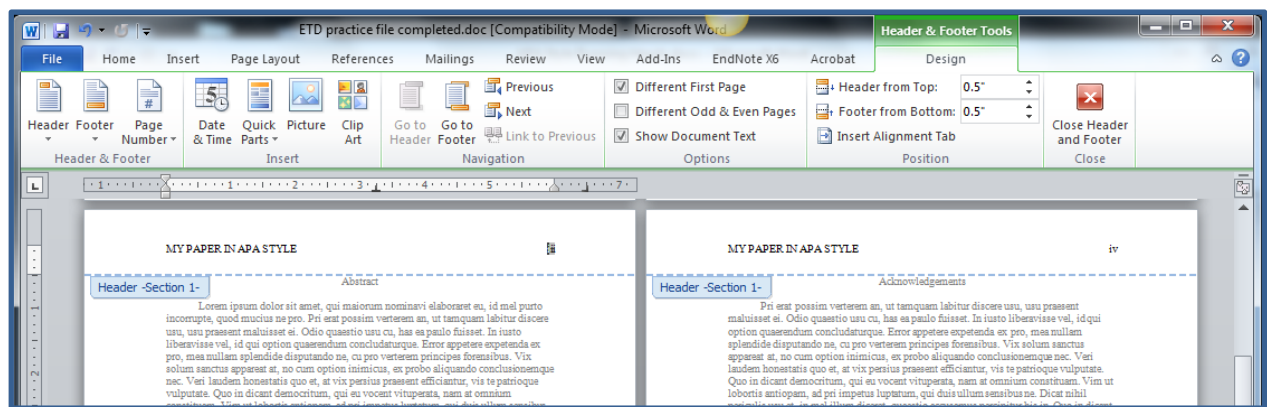 ETD practice file completed.doc [Compatibility Mode] - Microsoft Word
Header & Footer Tools
File Home Insert Page Layout References Mailings Review View Add-Ins EndNote X6 Acrobat Design
Header Footer Page Number
Header & Footer
Date & Time Quick Parts Picture Clip Art
Insert
Go to Header Go to Footer Previous
Next
Link to Previous
Navigation
Different First Page
Different Odd & Even Pages
Show Document Text
Options
Header from Top: 0.5"
Footer from Bottom: 0.5"
Insert Alignment Tab
Position
Close Header and Footer
Close
1 1 2 3 4 5 7
MY PAPER IN APA STYLE
Header -Section 1-
Abstract
Lorem ipsum dolor sit amet, qui maiorum nominavi elaboraret eu, id mel purto
incorrupte, quod mucius ne pro. Pri erat possim verterem an, ut tamquam labitur discere
usu, usu praesent maluisset ei. Odio quaestio usu cu, has ea paulo fuisset. In iusto
liberavisse vel, id qui option quaerendum concludaturque. Error appetere expetenda ex
pro, mea nullam splendide disputando ne, cu pro verterem principes forensibus. Vix
solum sanctus appareat at, no cum option inimicus, ex probo aliquando conclusionemque
nec. Veri laudem honestatis quo et, at vix persius praesent efficiantur, vis te patrioque
vulputate. Quo in dicant democritum, qui eu vocent vituperata, nam at omnium
MY PAPER IN APA STYLE iv
Header -Section 1-
Acknowledgements
Pri erat possim verterem an, ut tamquam labitur discere usu, usu praesent
maluisset ei. Odio quaestio usu cu, has ea paulo fuisset. In iusto liberavisse vel, id qui
option quaerendum concludaturque. Error appetere expetenda ex pro, mea nullam
splendide disputando ne, cu pro verterem principes forensibus. Vix solum sanctus
appareat at, no cum option inimicus, ex probo aliquando conclusionemque nec. Veri
laudem honestatis quo et, at vix persius praesent efficiantur, vis te patrioque vulputate.
Quo in dicant democritum, qui eu vocent vituperata, nam at omnium constituam. Vim ut
lobortis antiopam, ad pri impetus luptatum, qui duis ullum sensibus ne. Dicat nihil